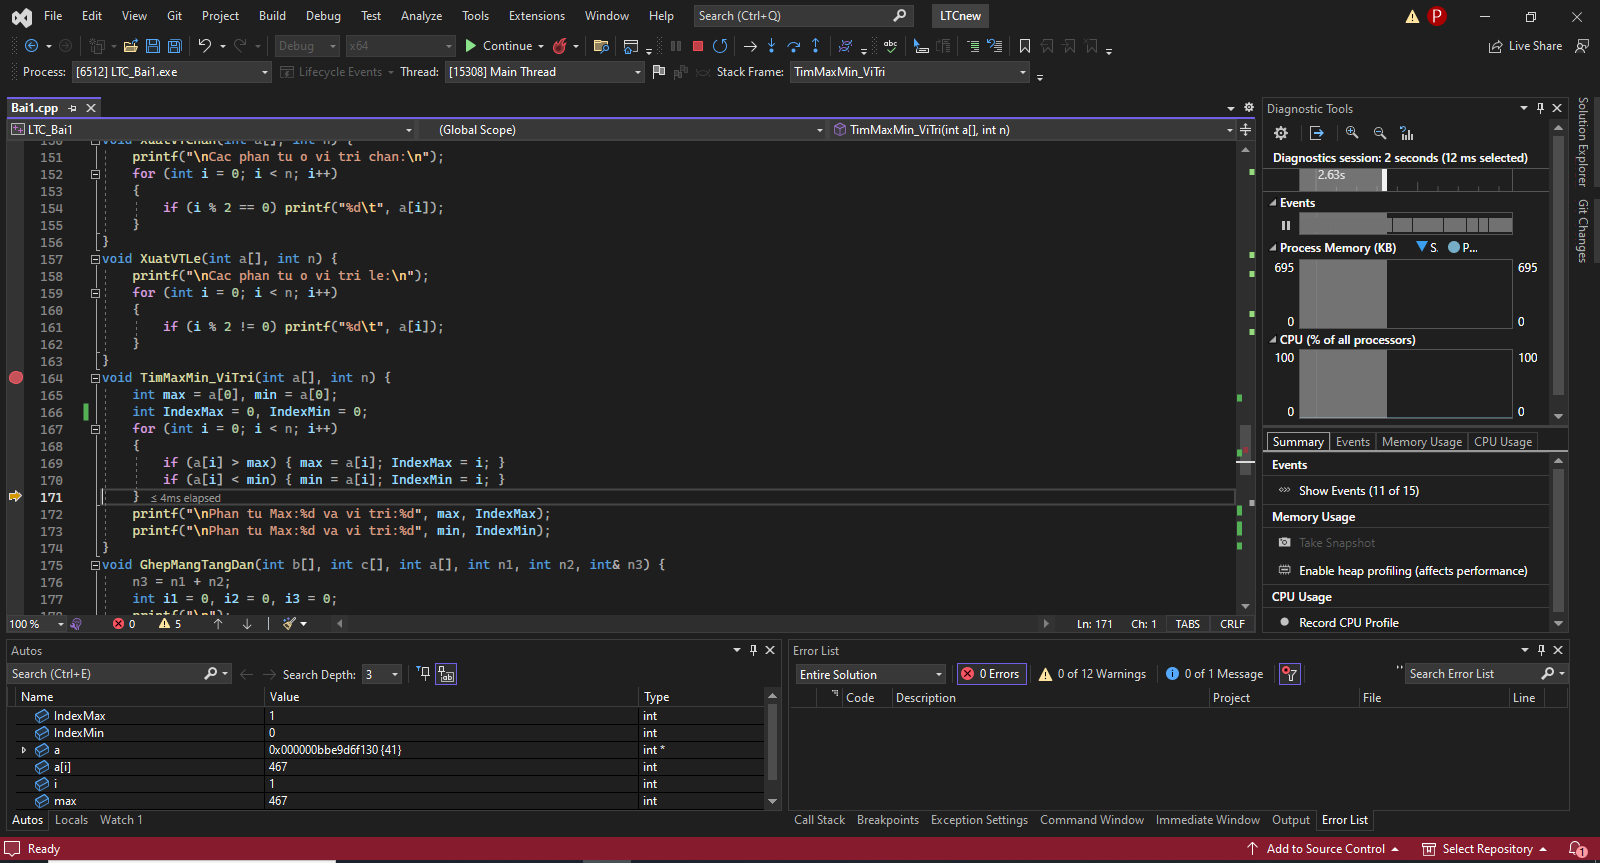 File Edit View Git Project Build Debug Test Analyze Tools Extensions Window Help Search (Ctrl+Q) LTCnew P
Debug x64 Continue Live Share
Process: [6512] LTC_Bai1.exe Lifecycle Events Thread: [15308] Main Thread Stack Frame: TimMaxMin_ViTri
Bai1.cpp
LTC_Bai1 (Global Scope) TimMaxMin_ViTri(int a[], int n)
150 void XuatVTChan(int a[], int n) {
151 printf("\nCac phan tu o vi tri chan:\n");
152 for (int i = 0; i < n; i++)
153 {
154 if (i % 2 == 0) printf("%d\t", a[i]);
155 }
156 }
157 void XuatVTLe(int a[], int n) {
158 printf("\nCac phan tu o vi tri le:\n");
159 for (int i = 0; i < n; i++)
160 {
161 if (i % 2 != 0) printf("%d\t", a[i]);
162 }
163 }
164 void TimMaxMin_ViTri(int a[], int n) {
165 int max = a[0], min = a[0];
166 int IndexMax = 0, IndexMin = 0;
167 for (int i = 0; i < n; i++)
168 {
169 if (a[i] > max) { max = a[i]; IndexMax = i; }
170 if (a[i] < min) { min = a[i]; IndexMin = i; }
171 } ≤ 4ms elapsed
172 printf("\nPhan tu Max:%d va vi tri:%d", max, IndexMax);
173 printf("\nPhan tu Max:%d va vi tri:%d", min, IndexMin);
174 }
175 void GhepMangTangDan(int b[], int c[], int a[], int n1, int n2, int& n3) {
176 n3 = n1 + n2;
177 int i1 = 0, i2 = 0, i3 = 0;
178 printf("\n");
100 % 0 5 Ln: 171 Ch: 1 TABS CRLF
Diagnostic Tools
Diagnostics session: 2 seconds (12 ms selected)
2.63s
Events
Process Memory (KB) S. P...
695 695
0 0
CPU (% of all processors)
100 100
0 0
Summary Events Memory Usage CPU Usage
Events
Show Events (11 of 15)
Memory Usage
Take Snapshot
Enable heap profiling (affects performance)
CPU Usage
Record CPU Profile
Solution Explorer
Git Changes
Autos
Search (Ctrl+E) Search Depth: 3
Name Value Type
IndexMax 1 int
IndexMin 0 int
a 0x000000bbe9d6f130 {41} int *
a[i] 467 int
i 1 int
max 467 int
Autos Locals Watch 1
Error List
Entire Solution 0 Errors 0 of 12 Warnings 0 of 1 Message Search Error List
Code Description Project File Line
Call Stack Breakpoints Exception Settings Command Window Immediate Window Output Error List
Ready Add to Source Control Select Repository 1